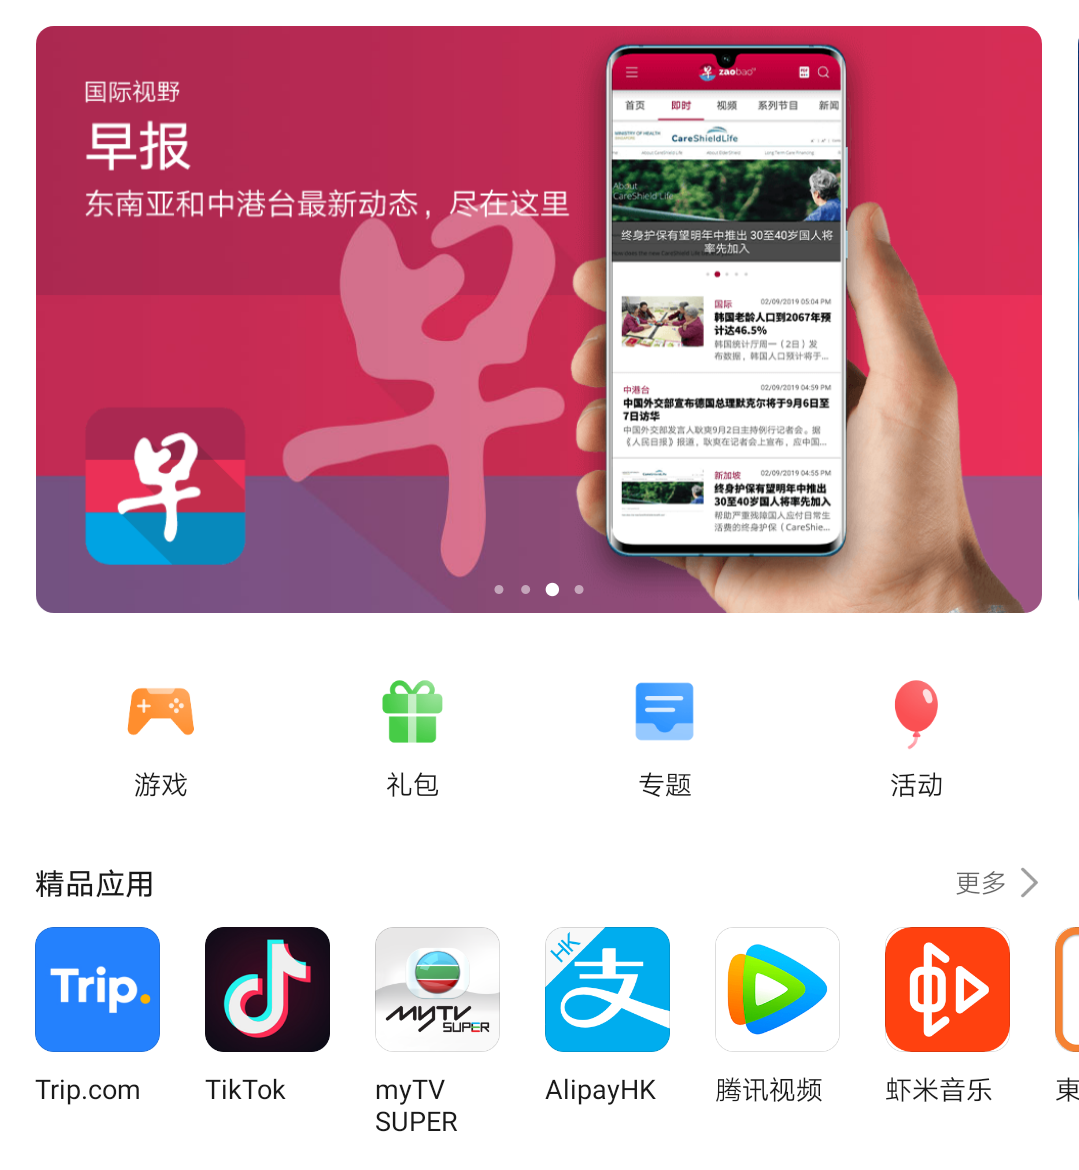 国际视野
早报
东南亚和中港台最新动态，尽在这里
早
早
zaobao
首页 即时 视频 系列节目 新闻
MINISTRY OF HEALTH
SINGAPORE
CareShieldLife
About CareShield Life About ElderShield Long Term Care Financing
About
CareShield Life
终身护保有望明年中推出 30至40岁国人将
率先加入
国际 02/09/2019 05:04 PM
韩国老龄人口到2067年预
计达46.5%
韩国统计厅周一（2日）发
布数据，韩国人口预计将于...
中港台 02/09/2019 04:59 PM
中国外交部宣布德国总理默克尔将于9月6日至
7日访华
中国外交部发言人耿爽9月2日主持例行记者会。据
《人民日报》报道，耿爽在记者会上宣布，应中国...
新加坡 02/09/2019 04:55 PM
终身护保有望明年中推出
30至40岁国人将率先加入
帮助严重残障国人应付日常生
活费的终身护保（CareShie...
游戏 礼包 专题 活动
精品应用 更多
Trip.
myTV
SUPER
HK
支
Trip.com TikTok myTV SUPER AlipayHK 腾讯视频 虾米音乐 東